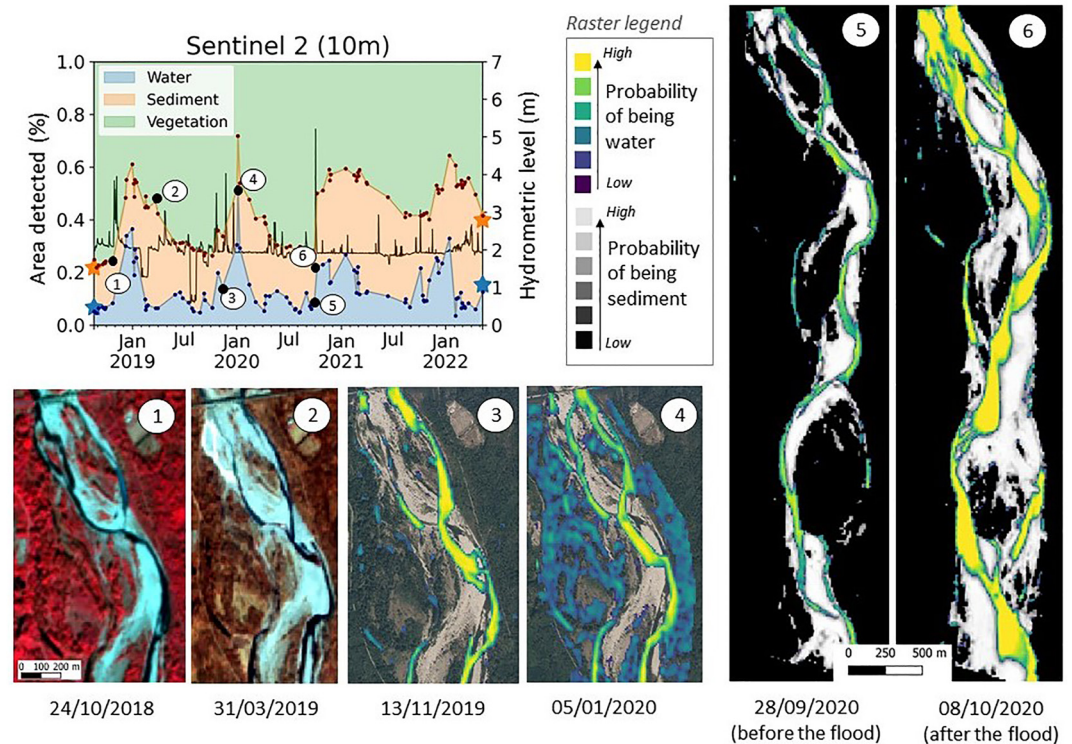 Sentinel 2 (10m)
Water
Sediment
Vegetation
Area detected (%)
1.0
0.8
0.6
0.4
0.2
0.0
7
6
5
4
3
2
1
0
Hydrometric level (m)
2
4
6
1
3
5
Jan
2019
Jul
Jan
2020
Jul
Jan
2021
Jul
Jan
2022
Raster legend
High
Probability
of being
water
Low
High
Probability
of being
sediment
Low
1
0 100 200 m
24/10/2018
2
31/03/2019
3
13/11/2019
4
05/01/2020
5
6
0 250 500 m
28/09/2020
(before the flood)
08/10/2020
(after the flood)